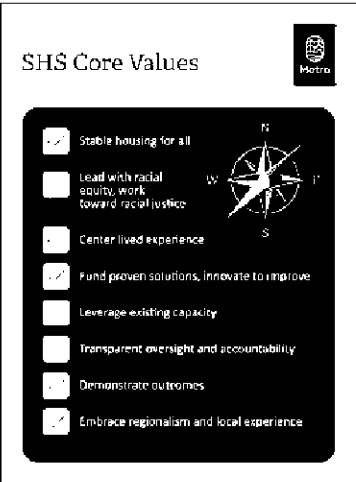 SHS Core Values
Metro
Stable housing for all
Lead with racial
equity, work
toward racial justice
Center lived experience
Fund proven solutions, innovate to improve
Leverage existing capacity
Transparent oversight and accountability
Demonstrate outcomes
Embrace regionalism and local experience
N
W
S